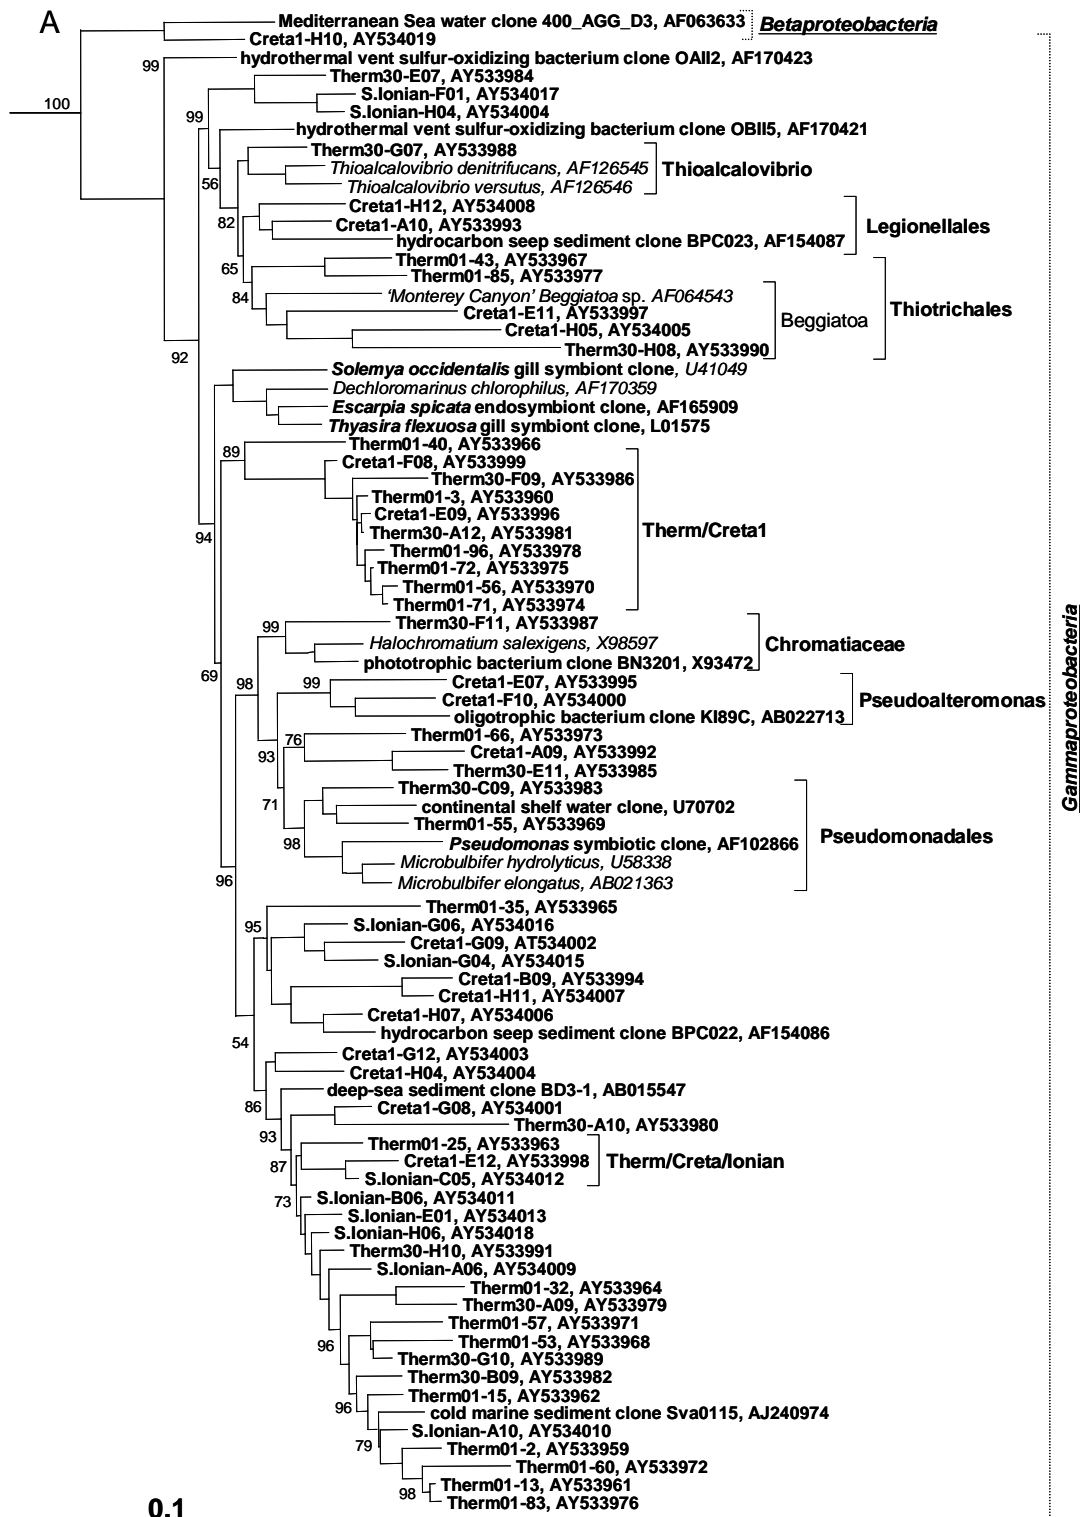 A
Mediterranean Sea water clone 400_AGG_D3, AF063633
Betaproteobacteria
Creta1-H10, AY534019
hydrothermal vent sulfur-oxidizing bacterium clone OAII2, AF170423
99
Therm30-E07, AY533984
S.Ionian-F01, AY534017
100
S.Ionian-H04, AY534004
99
hydrothermal vent sulfur-oxidizing bacterium clone OBII5, AF170421
Therm30-G07, AY533988
Thioalcalovibrio denitrifucans, AF126545
Thioalcalovibrio
56
Thioalcalovibrio versutus, AF126546
Creta1-H12, AY534008
82
Creta1-A10, AY533993
Legionellales
hydrocarbon seep sediment clone BPC023, AF154087
Therm01-43, AY533967
65
Therm01-85, AY533977
84
'Monterey Canyon' Beggiatoa sp. AF064543
Thiotrichales
Creta1-E11, AY533997
Beggiatoa
Creta1-H05, AY534005
Therm30-H08, AY533990
92
Solemya occidentalis gill symbiont clone, U41049
Dechloromarinus chlorophilus, AF170359
Escarpia spicata endosymbiont clone, AF165909
Thyasira flexuosa gill symbiont clone, L01575
Therm01-40, AY533966
89
Creta1-F08, AY533999
Therm30-F09, AY533986
Therm01-3, AY533960
Creta1-E09, AY533996
Therm30-A12, AY533981
Therm/Creta1
94
Therm01-96, AY533978
Therm01-72, AY533975
Therm01-56, AY533970
Therm01-71, AY533974
Therm30-F11, AY533987
99
Halochromatium salexigens, X98597
Chromatiaceae
phototrophic bacterium clone BN3201, X93472
69
98
99
Creta1-E07, AY533995
Creta1-F10, AY534000
Pseudoalteromonas
oligotrophic bacterium clone KI89C, AB022713
Therm01-66, AY533973
76
Creta1-A09, AY533992
93
Therm30-E11, AY533985
Therm30-C09, AY533983
71
continental shelf water clone, U70702
Therm01-55, AY533969
Pseudomonadales
98
Pseudomonas symbiotic clone, AF102866
Microbulbifer hydrolyticus, U58338
96
Microbulbifer elongatus, AB021363
Therm01-35, AY533965
95
S.Ionian-G06, AY534016
Creta1-G09, AT534002
S.Ionian-G04, AY534015
Creta1-B09, AY533994
Creta1-H11, AY534007
Creta1-H07, AY534006
hydrocarbon seep sediment clone BPC022, AF154086
54
Creta1-G12, AY534003
Creta1-H04, AY534004
deep-sea sediment clone BD3-1, AB015547
86
Creta1-G08, AY534001
Therm30-A10, AY533980
93
Therm01-25, AY533963
87
Creta1-E12, AY533998
Therm/Creta/Ionian
S.Ionian-C05, AY534012
73
S.Ionian-B06, AY534011
S.Ionian-E01, AY534013
S.Ionian-H06, AY534018
Therm30-H10, AY533991
S.Ionian-A06, AY534009
Therm01-32, AY533964
Therm30-A09, AY533979
Therm01-57, AY533971
96
Therm01-53, AY533968
Therm30-G10, AY533989
Therm30-B09, AY533982
96
Therm01-15, AY533962
cold marine sediment clone Sva0115, AJ240974
S.Ionian-A10, AY534010
79
Therm01-2, AY533959
Therm01-60, AY533972
98
Therm01-13, AY533961
Therm01-83, AY533976
0.1
Gammaproteobacteria